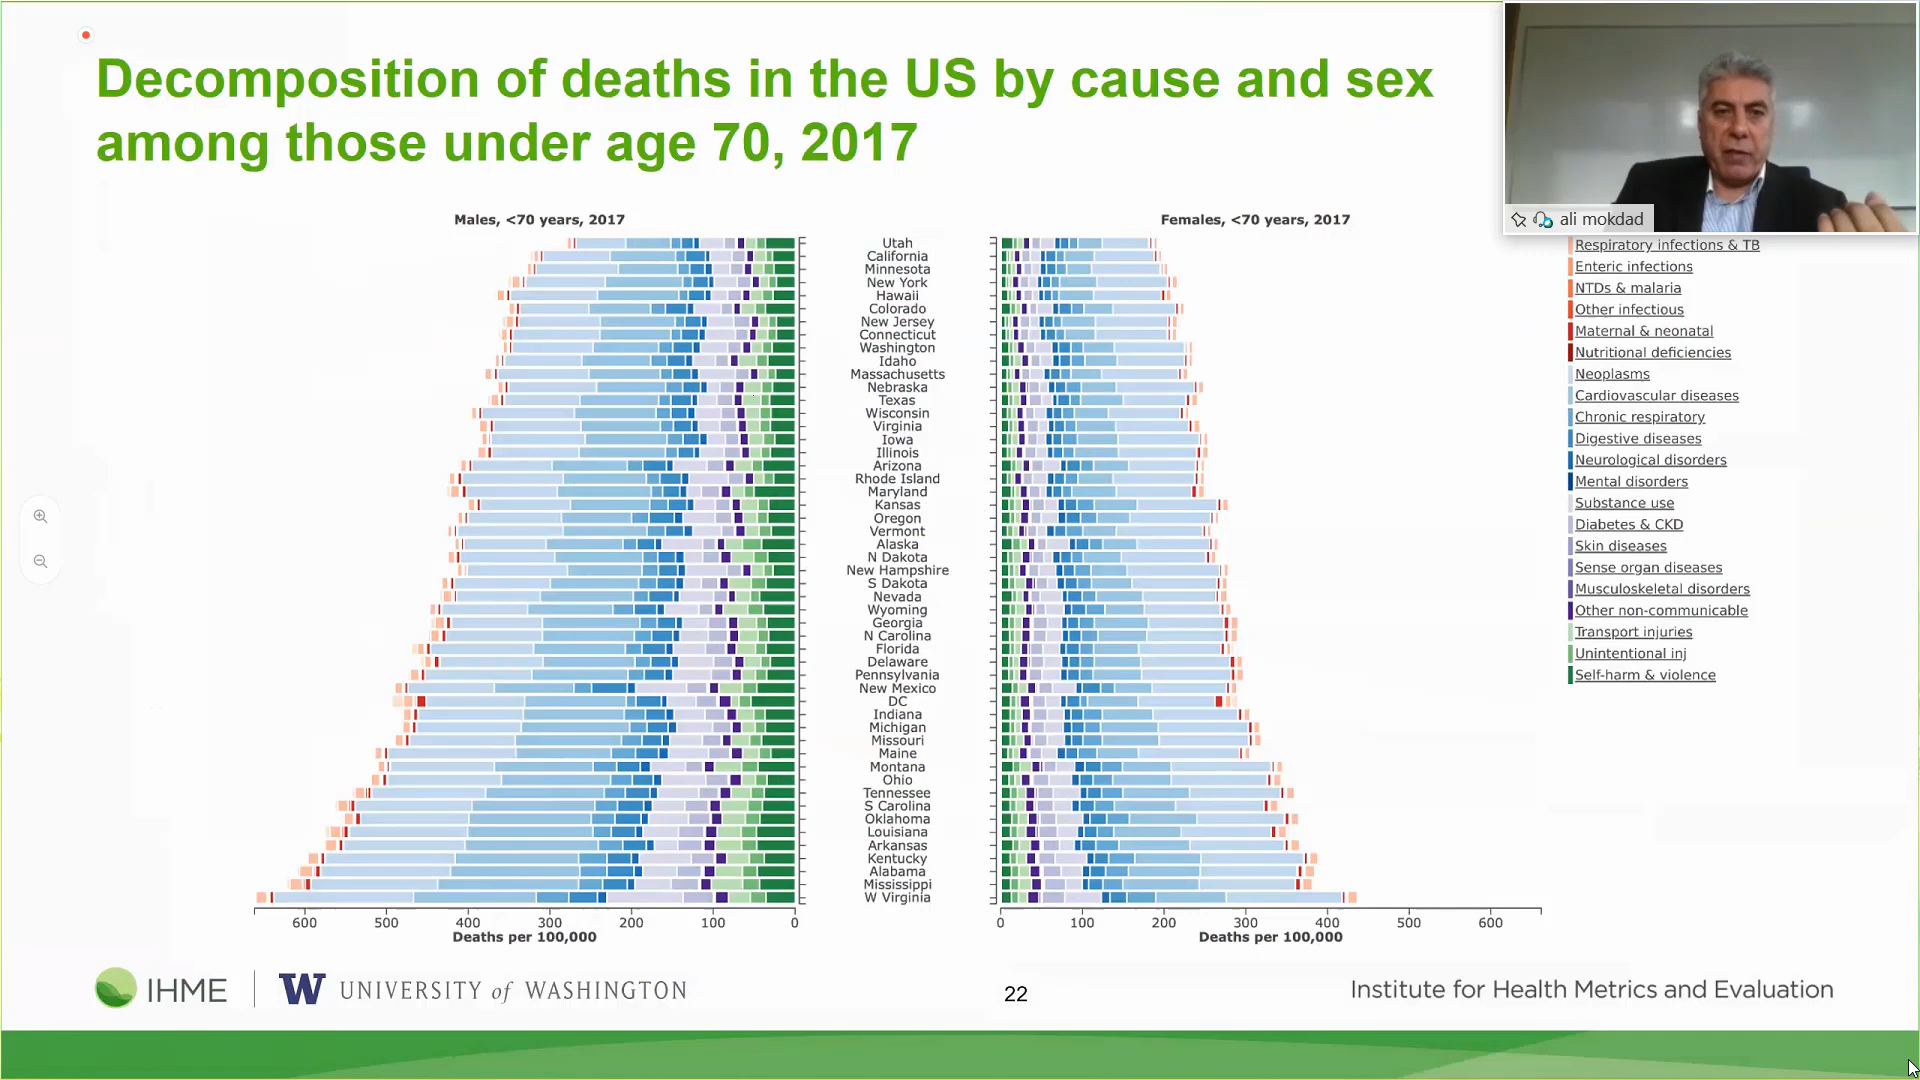 Decomposition of deaths in the US by cause and sex
among those under age 70, 2017
ali mokdad
Males, <70 years, 2017
Females, <70 years, 2017
Utah
California
Minnesota
New York
Hawaii
Colorado
New Jersey
Connecticut
Washington
Idaho
Massachusetts
Nebraska
Texas
Wisconsin
Virginia
Iowa
Illinois
Arizona
Rhode Island
Maryland
Kansas
Oregon
Vermont
Alaska
N Dakota
New Hampshire
S Dakota
Nevada
Wyoming
Georgia
N Carolina
Florida
Delaware
Pennsylvania
New Mexico
DC
Indiana
Michigan
Missouri
Maine
Montana
Ohio
Tennessee
S Carolina
Oklahoma
Louisiana
Arkansas
Kentucky
Alabama
Mississippi
W Virginia
600 500 400 300 200 100 0
Deaths per 100,000
0 100 200 300 400 500 600
Deaths per 100,000
Respiratory infections & TB
Enteric infections
NTDs & malaria
Other infectious
Maternal & neonatal
Nutritional deficiencies
Neoplasms
Cardiovascular diseases
Chronic respiratory
Digestive diseases
Neurological disorders
Mental disorders
Substance use
Diabetes & CKD
Skin diseases
Sense organ diseases
Musculoskeletal disorders
Other non-communicable
Transport injuries
Unintentional inj
Self-harm & violence
IHME
W UNIVERSITY of WASHINGTON
22
Institute for Health Metrics and Evaluation